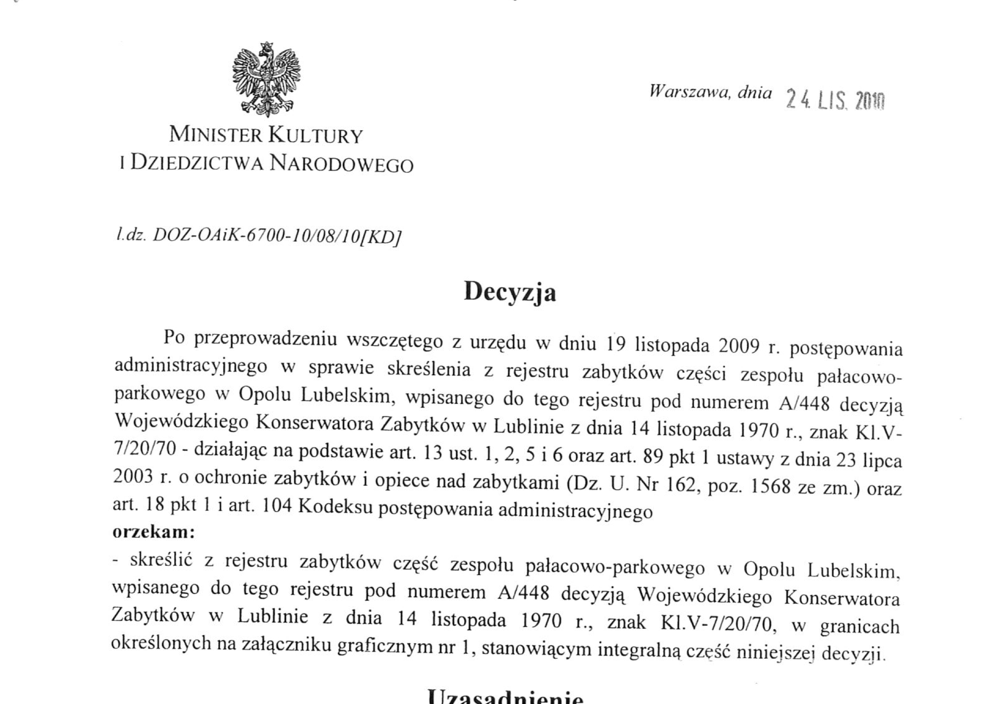 Warszawa, dnia 24. LIS. 2010
MINISTER KULTURY
I DZIEDZICTWA NARODOWEGO
l.dz. DOZ-OAiK-6700-10/08/10[KD]
Decyzja
Po przeprowadzeniu wszczętego z urzędu w dniu 19 listopada 2009 r. postępowania
administracyjnego w sprawie skreślenia z rejestru zabytków części zespołu pałacowo-
parkowego w Opolu Lubelskim, wpisanego do tego rejestru pod numerem A/448 decyzją
Wojewódzkiego Konserwatora Zabytków w Lublinie z dnia 14 listopada 1970 r., znak Kl.V-
7/20/70 - działając na podstawie art. 13 ust. 1, 2, 5 i 6 oraz art. 89 pkt 1 ustawy z dnia 23 lipca
2003 r. o ochronie zabytków i opiece nad zabytkami (Dz. U. Nr 162, poz. 1568 ze zm.) oraz
art. 18 pkt 1 i art. 104 Kodeksu postępowania administracyjnego
orzekam:
- skreślić z rejestru zabytków część zespołu pałacowo-parkowego w Opolu Lubelskim,
wpisanego do tego rejestru pod numerem A/448 decyzją Wojewódzkiego Konserwatora
Zabytków w Lublinie z dnia 14 listopada 1970 r., znak Kl.V-7/20/70, w granicach
określonych na załączniku graficznym nr 1, stanowiącym integralną część niniejszej decyzji.
Uzasadnienie